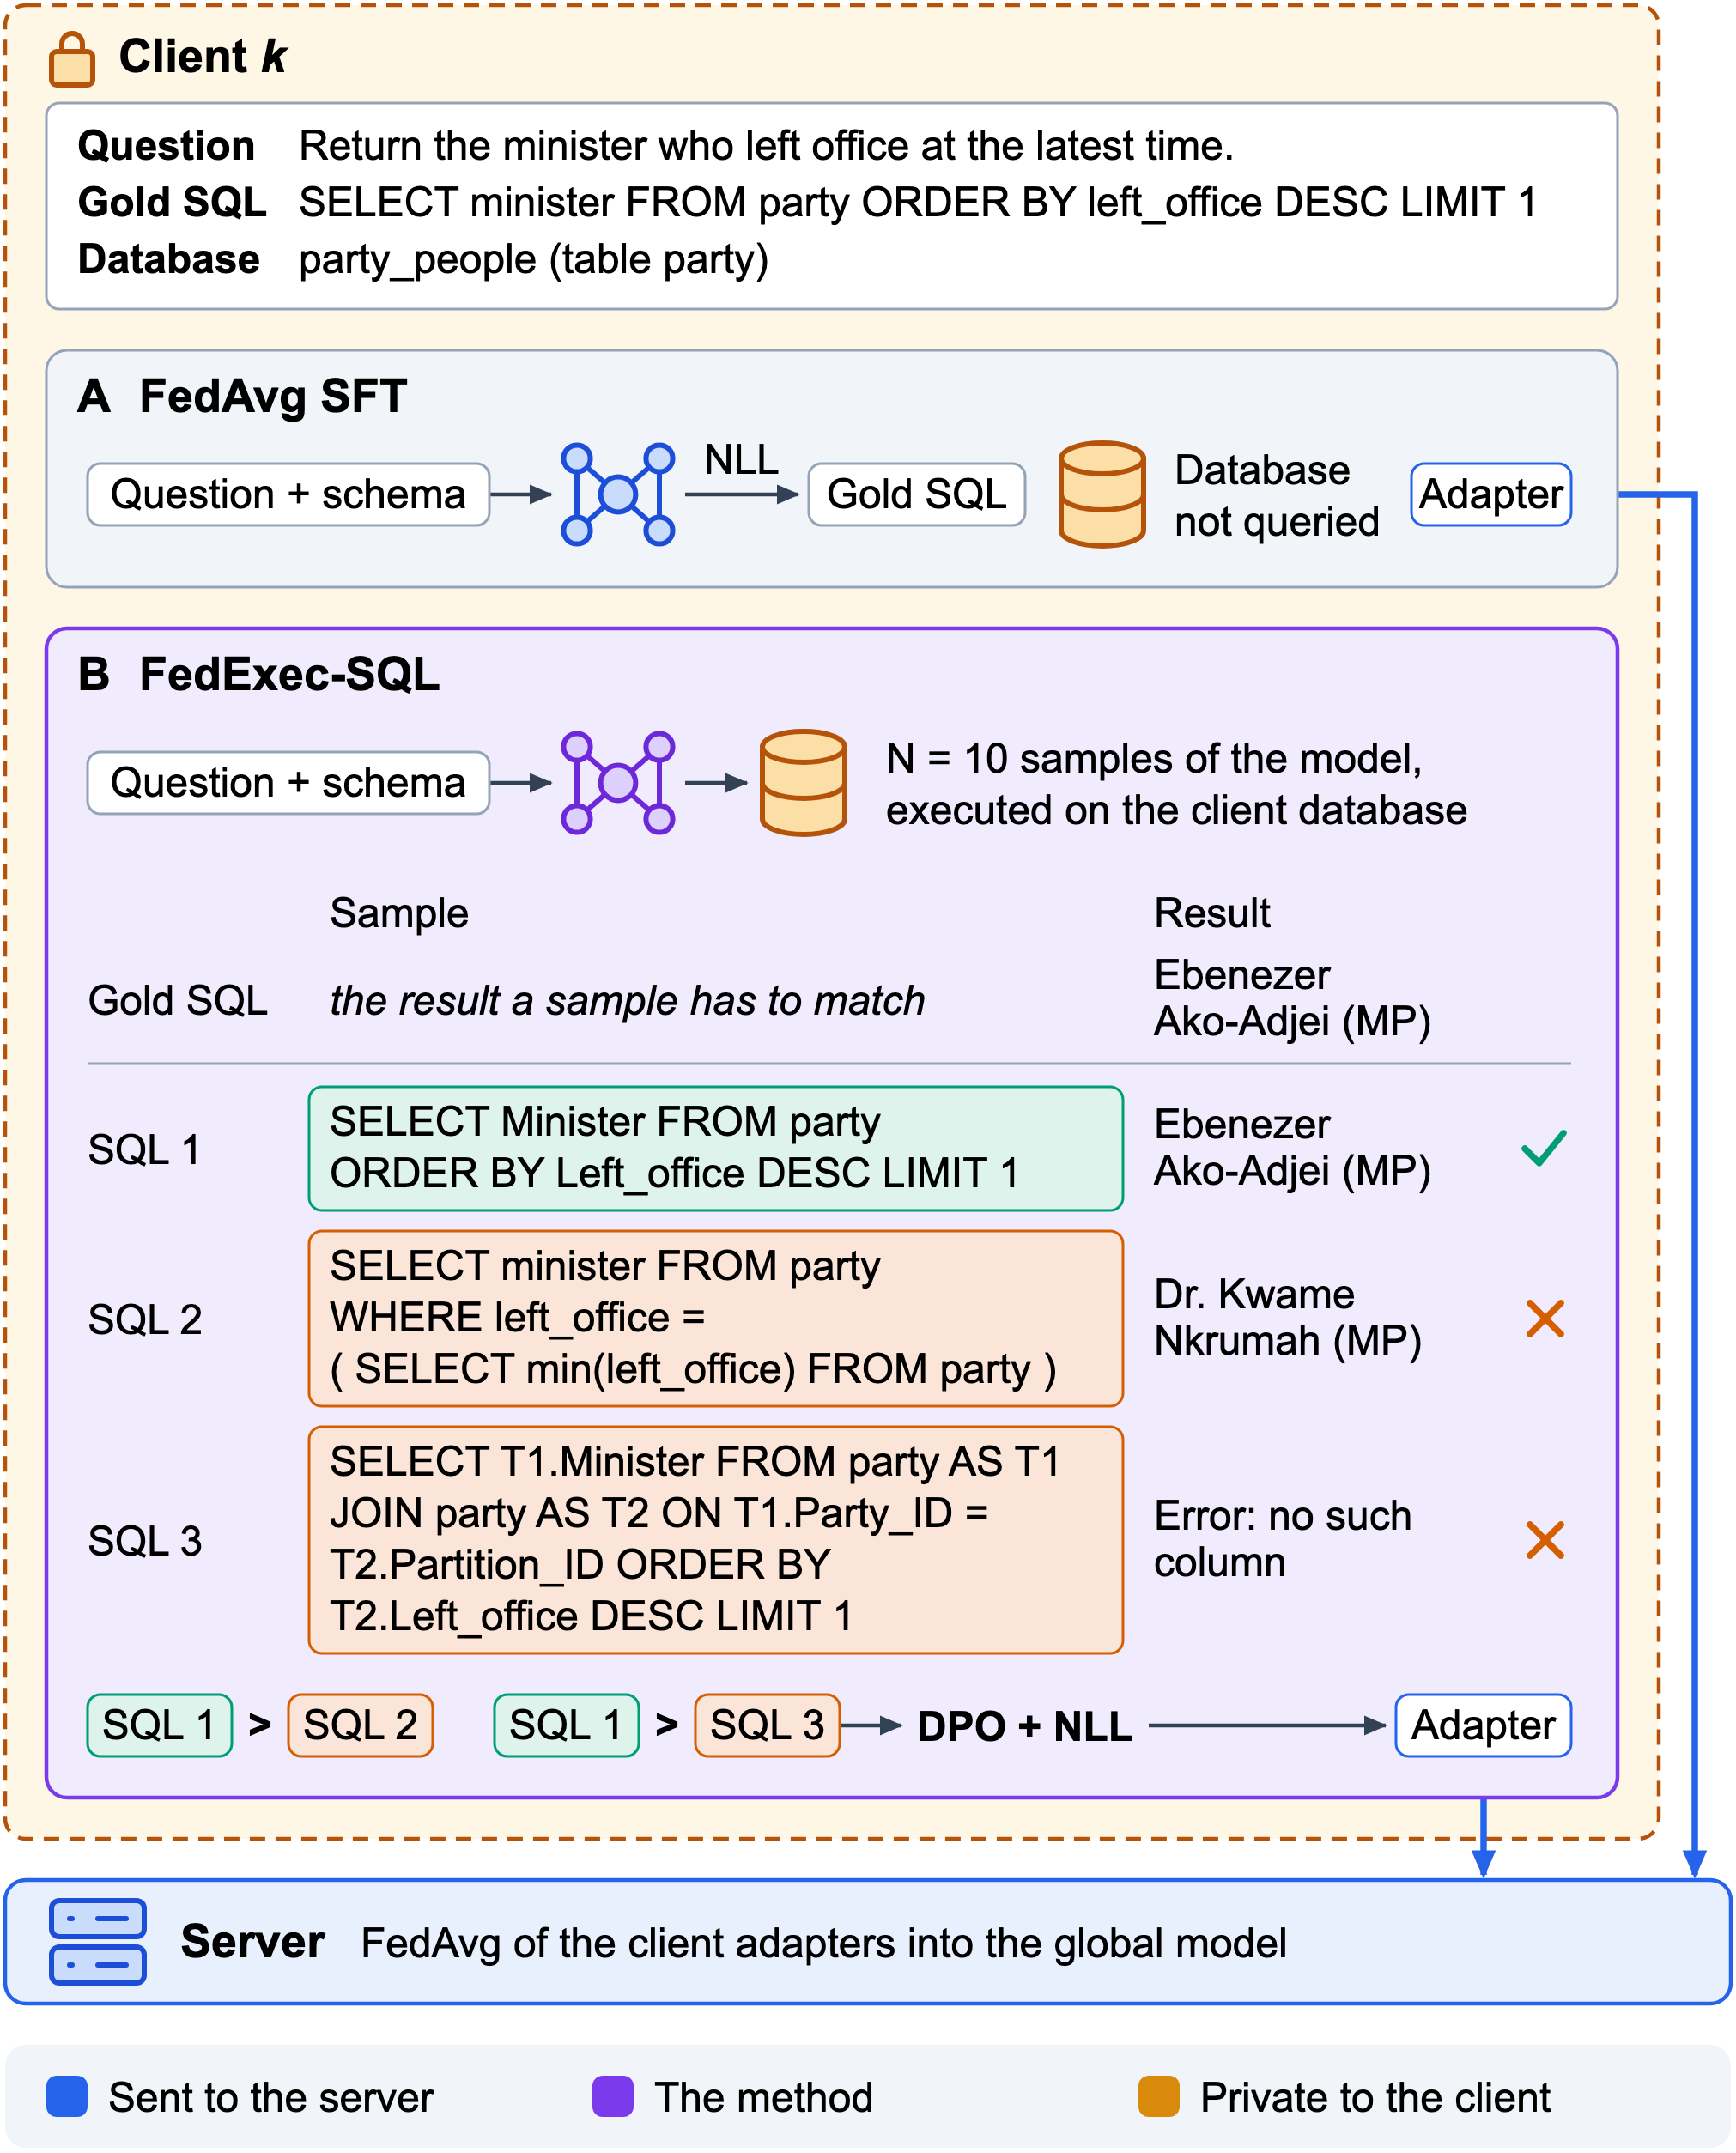 Client k
Question Return the minister who left office at the latest time.
Gold SQL SELECT minister FROM party ORDER BY left_office DESC LIMIT 1
Database party_people (table party)
A FedAvg SFT
Question + schema
NLL
Gold SQL
Database
not queried
Adapter
B FedExec-SQL
Question + schema
N = 10 samples of the model,
executed on the client database
Sample Result
Gold SQL the result a sample has to match
Ebenezer
Ako-Adjei (MP)
SQL 1
SELECT Minister FROM party
ORDER BY Left_office DESC LIMIT 1
Ebenezer
Ako-Adjei (MP)
SQL 2
SELECT minister FROM party
WHERE left_office =
( SELECT min(left_office) FROM party )
Dr. Kwame
Nkrumah (MP)
SQL 3
SELECT T1.Minister FROM party AS T1
JOIN party AS T2 ON T1.Party_ID =
T2.Partition_ID ORDER BY
T2.Left_office DESC LIMIT 1
Error: no such
column
SQL 1 > SQL 2 SQL 1 > SQL 3 DPO + NLL Adapter
Server FedAvg of the client adapters into the global model
Sent to the server The method Private to the client